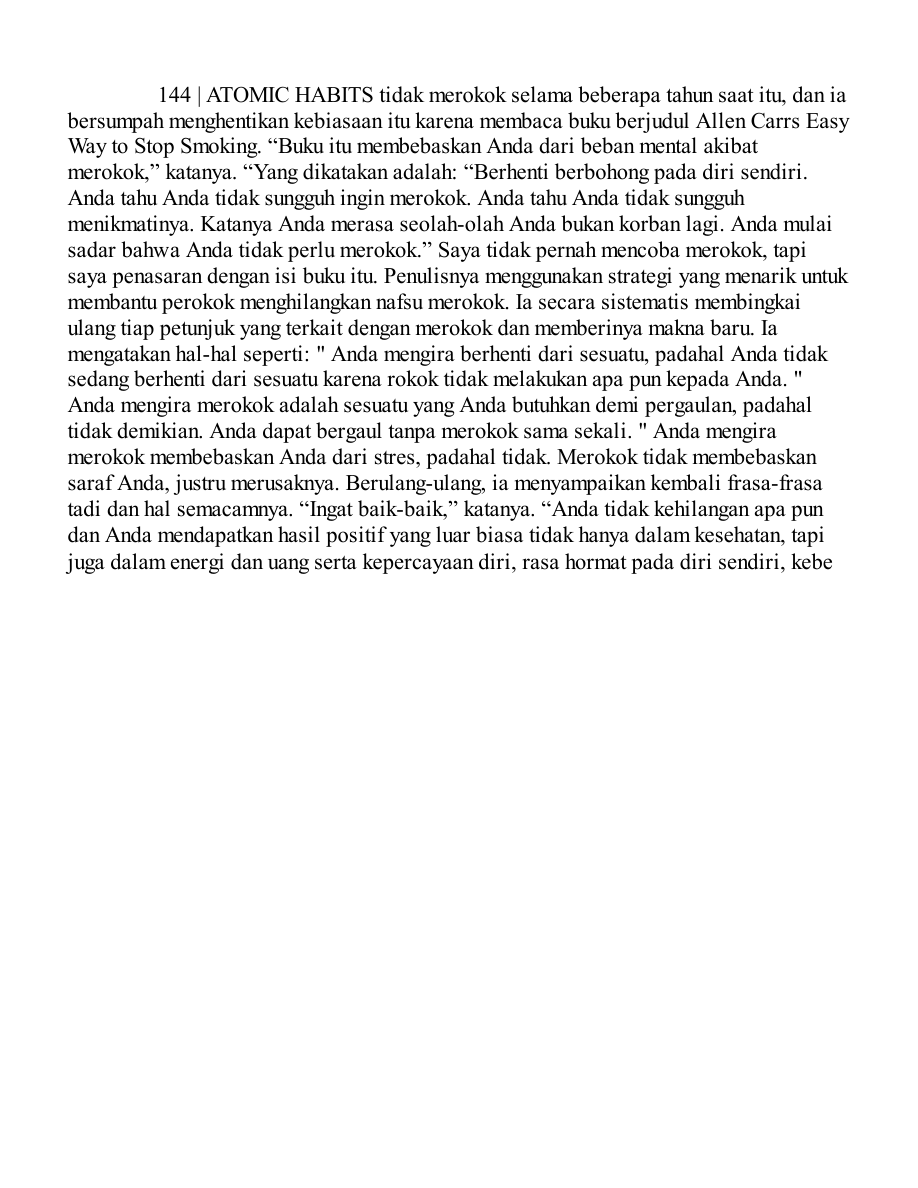 144 | ATOMIC HABITS tidak merokok selama beberapa tahun saat itu, dan ia
bersumpah menghentikan kebiasaan itu karena membaca buku berjudul Allen Carrs Easy
Way to Stop Smoking. “Buku itu membebaskan Anda dari beban mental akibat
merokok,” katanya. “Yang dikatakan adalah: “Berhenti berbohong pada diri sendiri.
Anda tahu Anda tidak sungguh ingin merokok. Anda tahu Anda tidak sungguh
menikmatinya. Katanya Anda merasa seolah-olah Anda bukan korban lagi. Anda mulai
sadar bahwa Anda tidak perlu merokok.” Saya tidak pernah mencoba merokok, tapi
saya penasaran dengan isi buku itu. Penulisnya menggunakan strategi yang menarik untuk
membantu perokok menghilangkan nafsu merokok. Ia secara sistematis membingkai
ulang tiap petunjuk yang terkait dengan merokok dan memberinya makna baru. Ia
mengatakan hal-hal seperti: " Anda mengira berhenti dari sesuatu, padahal Anda tidak
sedang berhenti dari sesuatu karena rokok tidak melakukan apa pun kepada Anda. "
Anda mengira merokok adalah sesuatu yang Anda butuhkan demi pergaulan, padahal
tidak demikian. Anda dapat bergaul tanpa merokok sama sekali. " Anda mengira
merokok membebaskan Anda dari stres, padahal tidak. Merokok tidak membebaskan
saraf Anda, justru merusaknya. Berulang-ulang, ia menyampaikan kembali frasa-frasa
tadi dan hal semacamnya. “Ingat baik-baik,” katanya. “Anda tidak kehilangan apa pun
dan Anda mendapatkan hasil positif yang luar biasa tidak hanya dalam kesehatan, tapi
juga dalam energi dan uang serta kepercayaan diri, rasa hormat pada diri sendiri, kebe